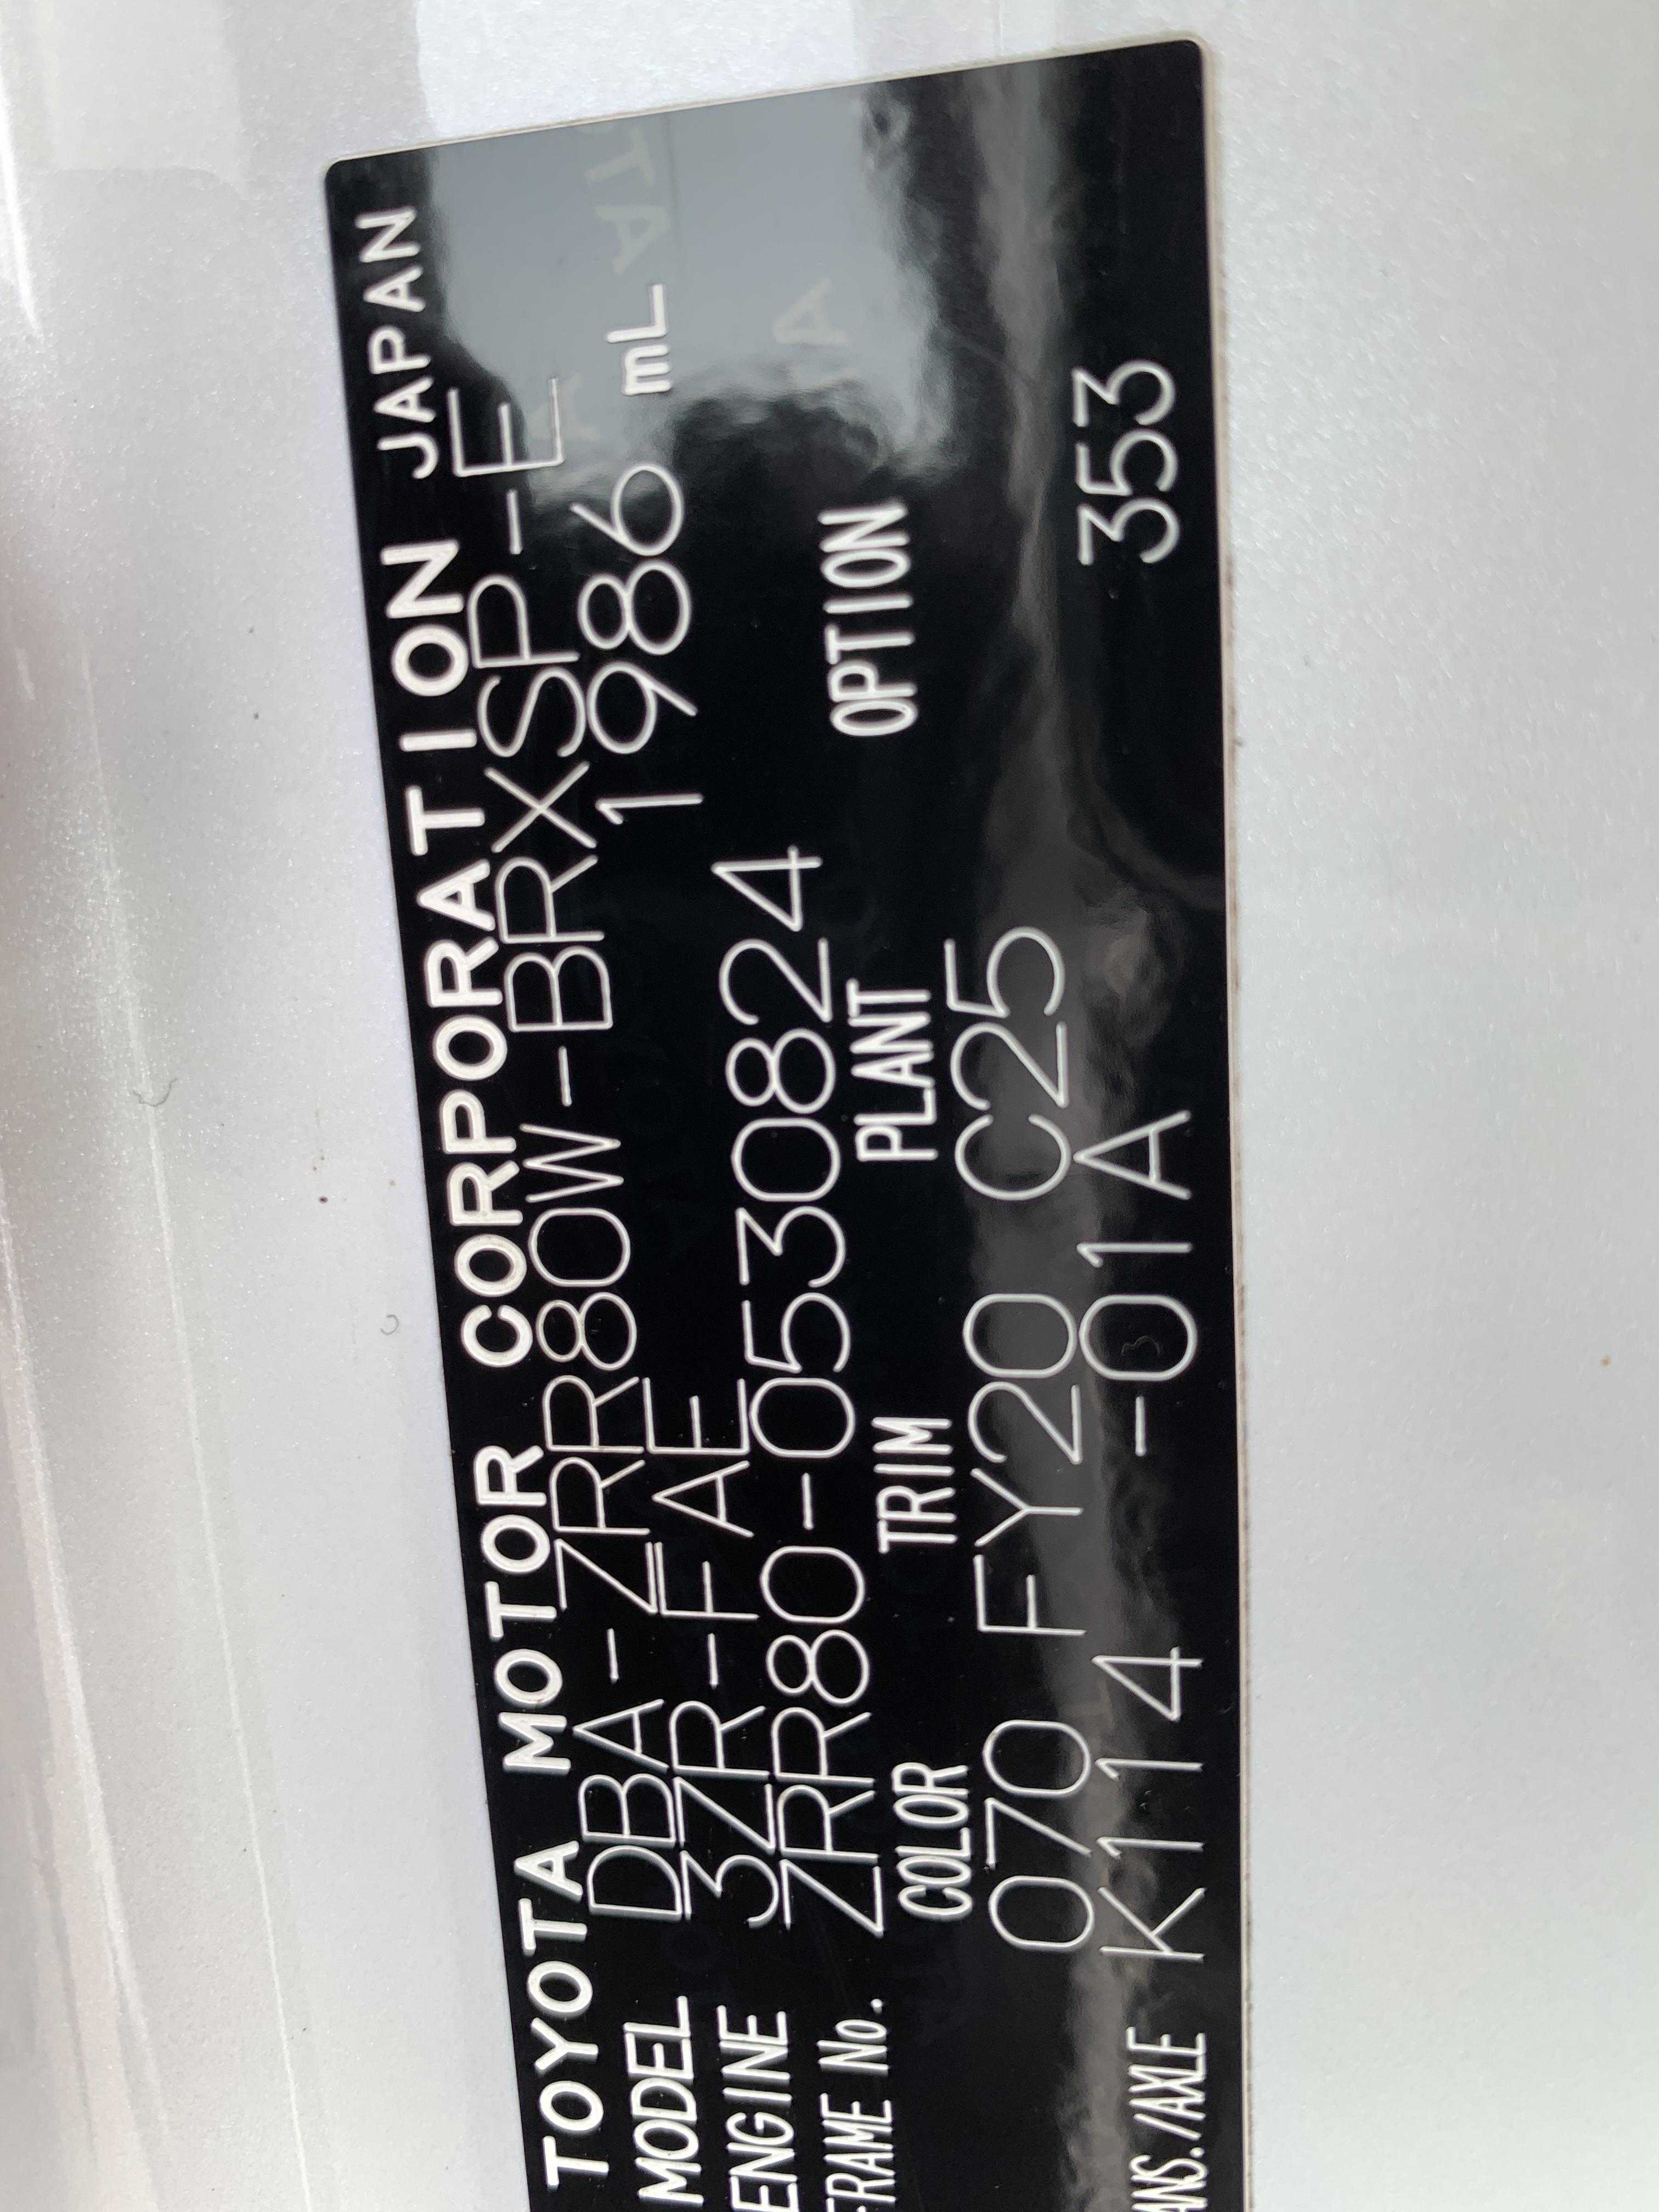 TOYOTA MOTOR CORPORATION JAPAN
MODEL DBA-ZRR80W-BRXSP-E
ENGINE 3ZR-FAE 1986 mL
FRAME No. ZRR80-0530824
COLOR TRIM PLANT OPTION
070 FY20 C25
ANS./AXLE K114 -01A 353